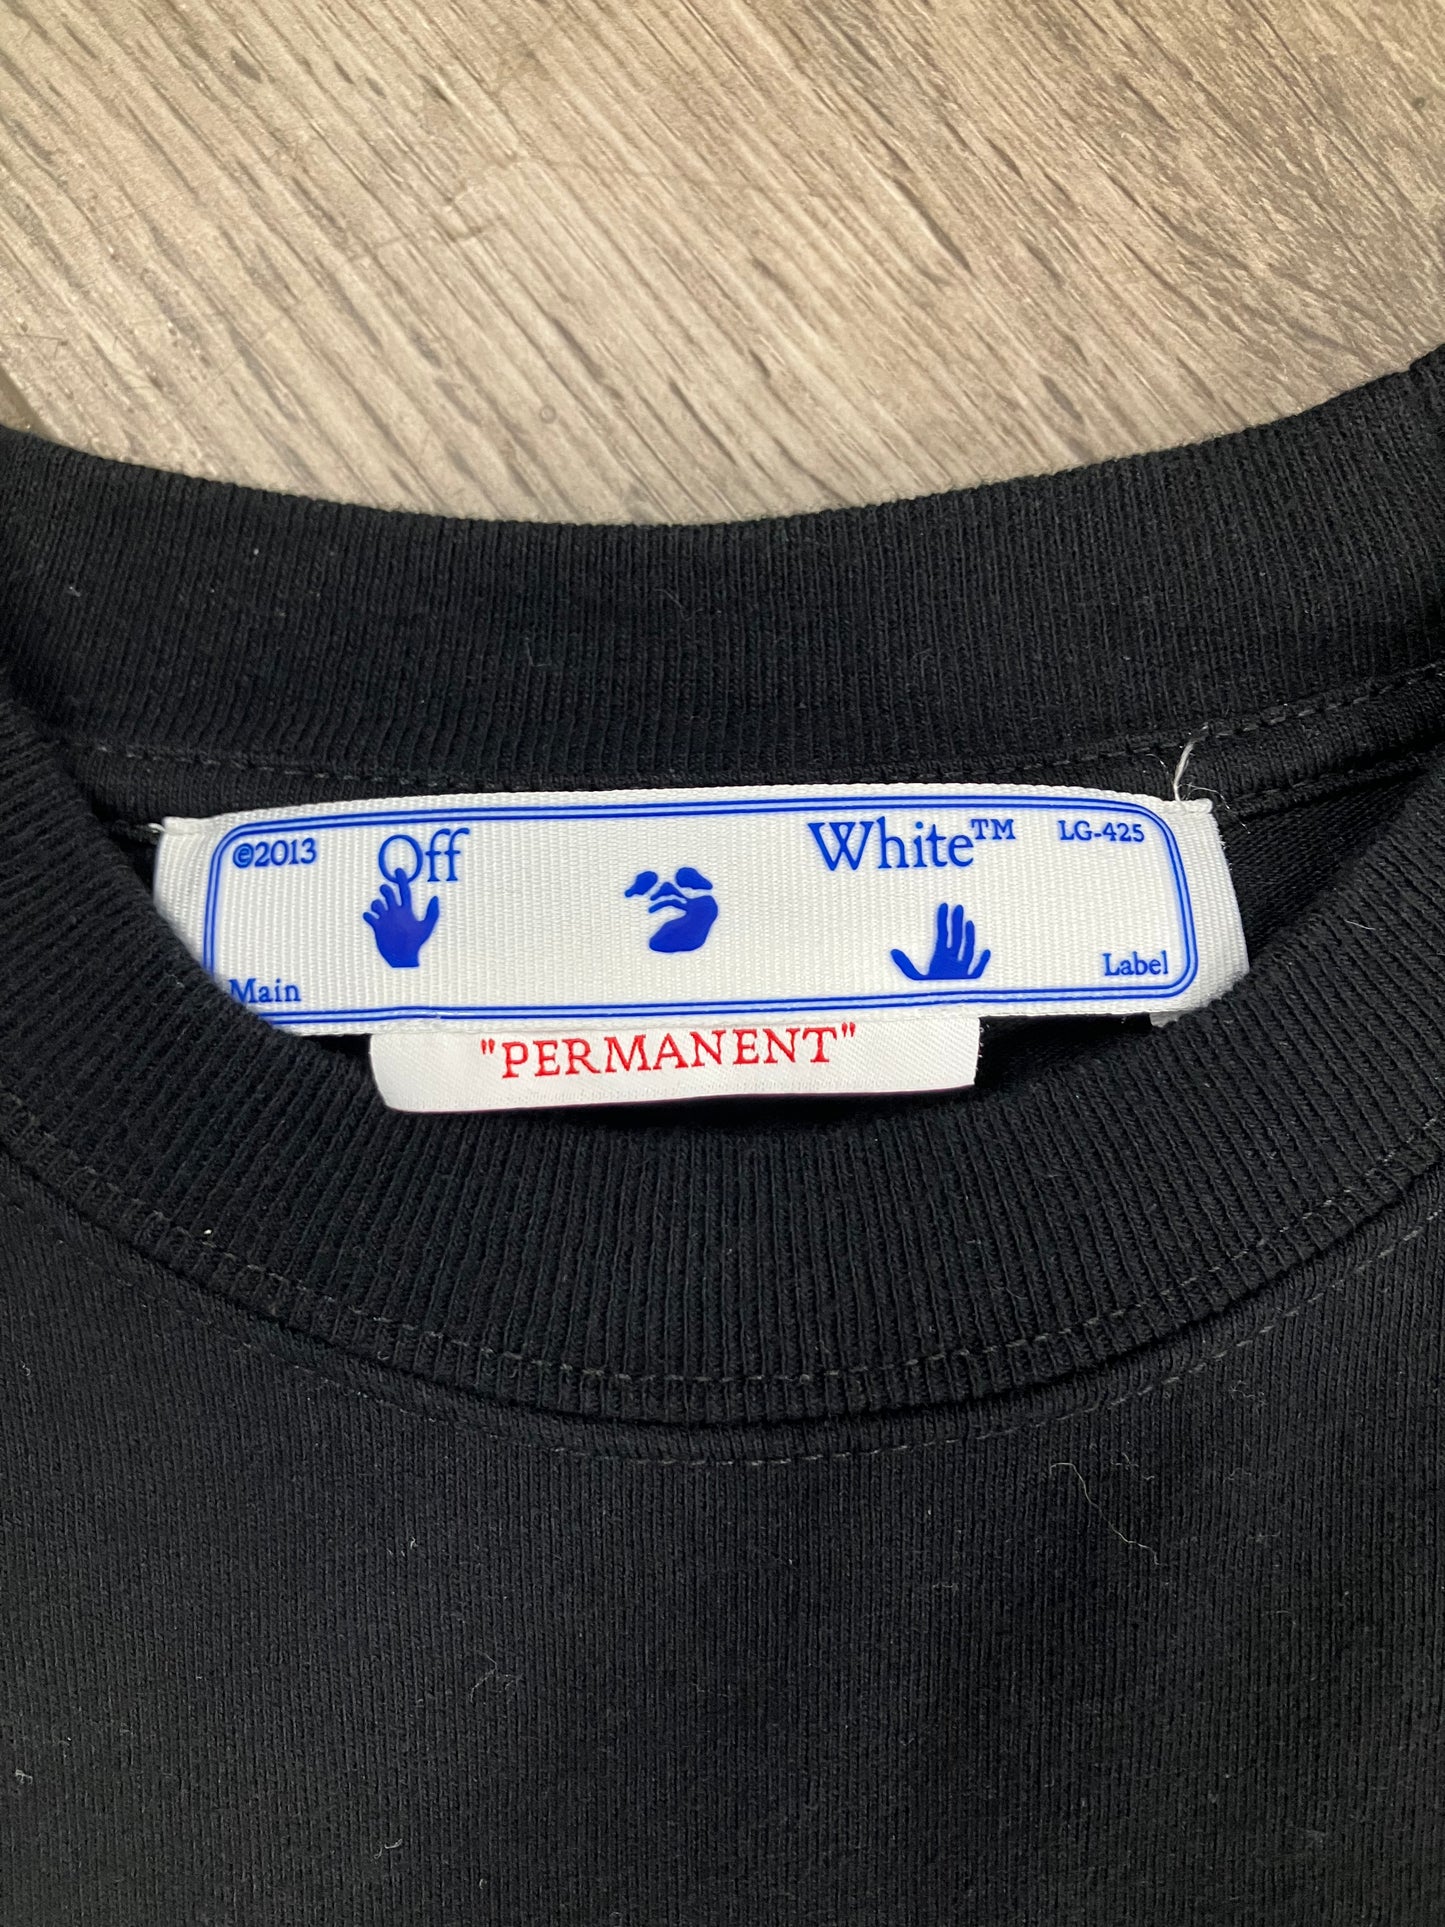 ©2013 Off White™ LG-425
Main Label
"PERMANENT"